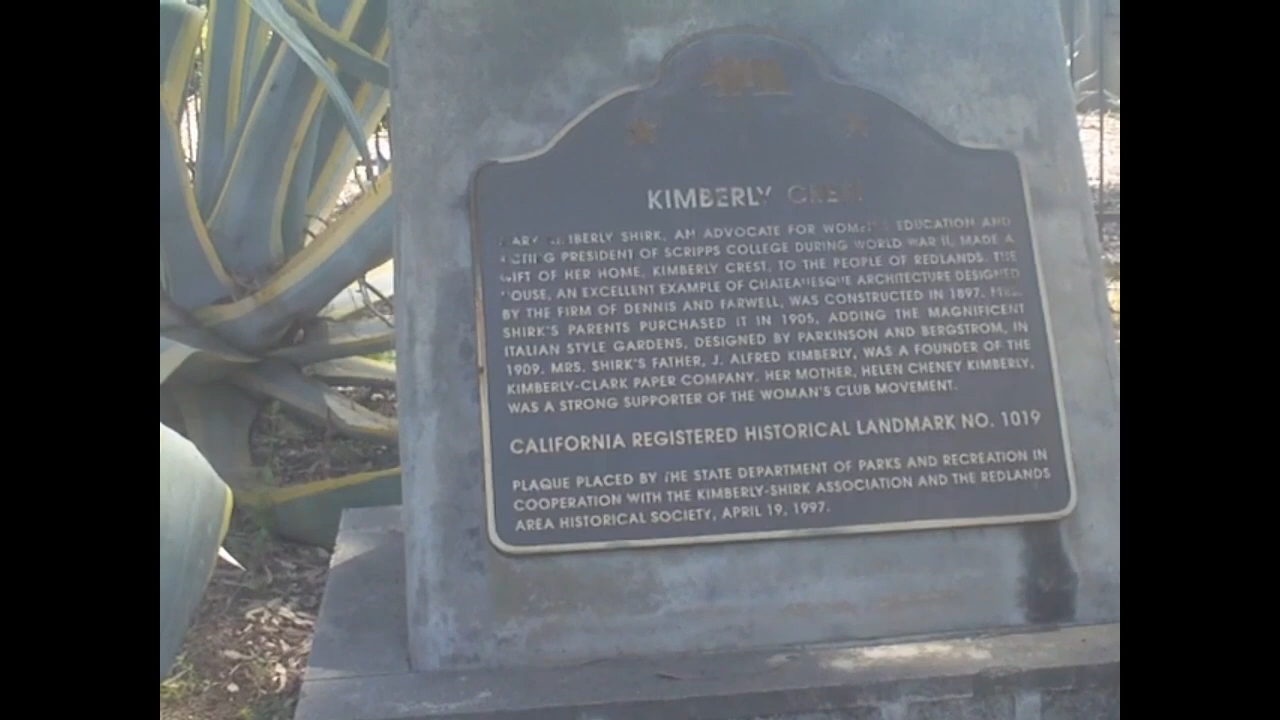 KIMBERLY CREST
MARY KIMBERLY SHIRK, AN ADVOCATE FOR WOMEN'S EDUCATION AND
ACTING PRESIDENT OF SCRIPPS COLLEGE DURING WORLD WAR II, MADE A
GIFT OF HER HOME, KIMBERLY CREST, TO THE PEOPLE OF REDLANDS. THE
HOUSE, AN EXCELLENT EXAMPLE OF CHATEAUESQUE ARCHITECTURE DESIGNED
BY THE FIRM OF DENNIS AND FARWELL, WAS CONSTRUCTED IN 1897. MRS.
SHIRK'S PARENTS PURCHASED IT IN 1905, ADDING THE MAGNIFICENT
ITALIAN STYLE GARDENS, DESIGNED BY PARKINSON AND BERGSTROM, IN
1909. MRS. SHIRK'S FATHER, J. ALFRED KIMBERLY, WAS A FOUNDER OF THE
KIMBERLY-CLARK PAPER COMPANY. HER MOTHER, HELEN CHENEY KIMBERLY,
WAS A STRONG SUPPORTER OF THE WOMAN'S CLUB MOVEMENT.
CALIFORNIA REGISTERED HISTORICAL LANDMARK NO. 1019
PLAQUE PLACED BY THE STATE DEPARTMENT OF PARKS AND RECREATION IN
COOPERATION WITH THE KIMBERLY-SHIRK ASSOCIATION AND THE REDLANDS
AREA HISTORICAL SOCIETY, APRIL 19, 1997.